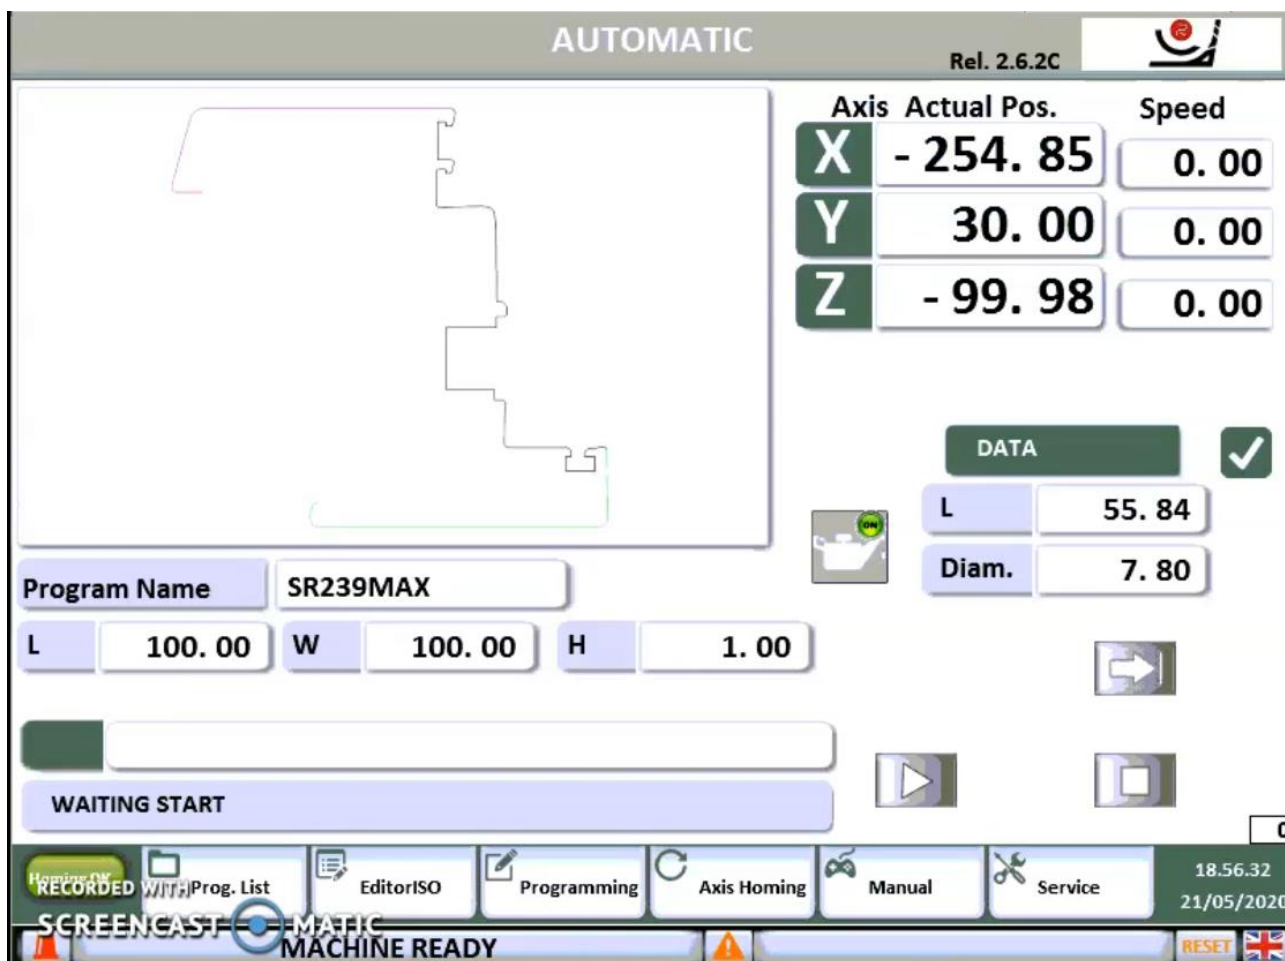 AUTOMATIC
Rel. 2.6.2C
Axis Actual Pos. Speed
X - 254. 85 0. 00
Y 30. 00 0. 00
Z - 99. 98 0. 00
DATA
L 55. 84
ON
Diam. 7. 80
Program Name SR239MAX
L 100. 00 W 100. 00 H 1. 00
WAITING START
Homing OK
Prog. List
EditorISO
Programming
Axis Homing
Manual
Service
18.56.32
21/05/2020
RECORDED WITH
SCREENCAST MATIC
MACHINE READY
RESET